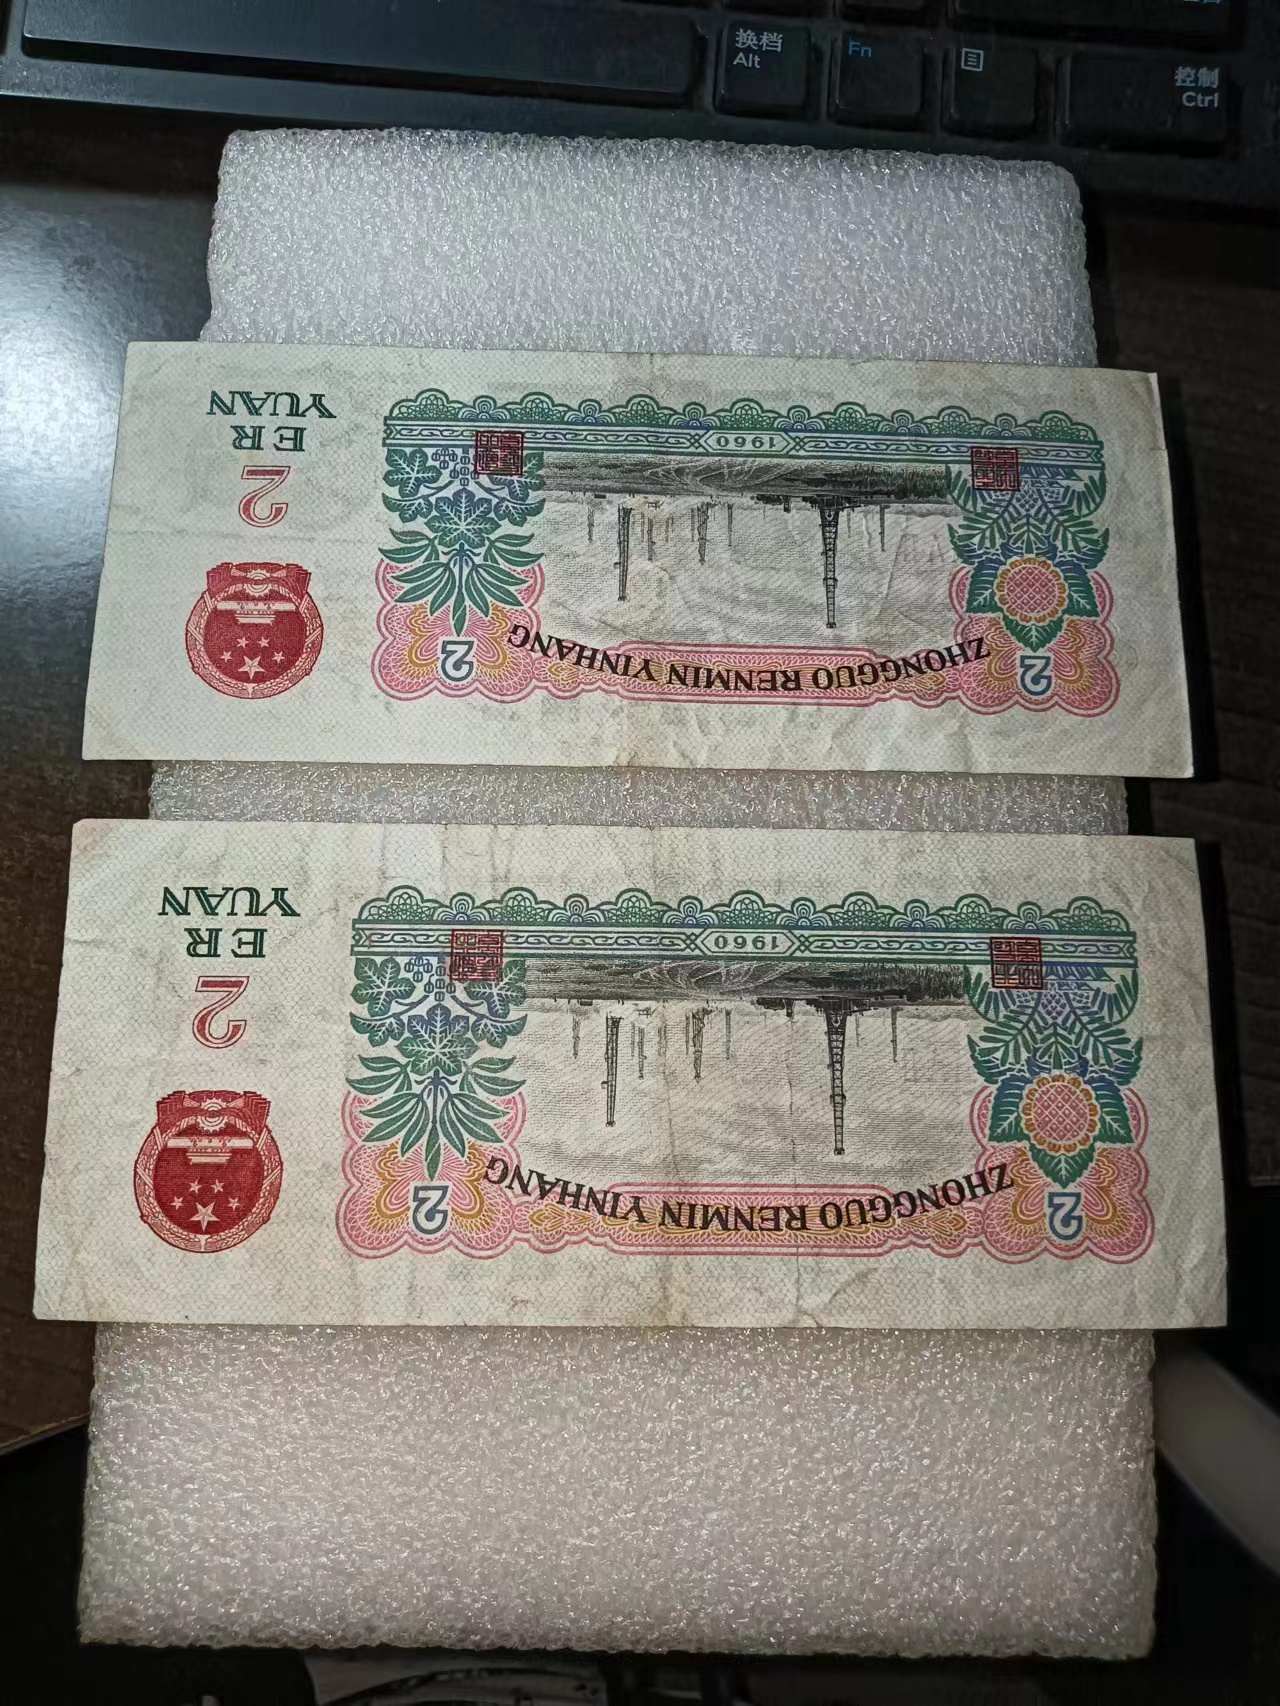 换档
Alt
Fn
控制
Ctrl
YUAN
ER
2
1960
2
2
ZHONGGUO RENMIN YINHANG
YUAN
ER
2
1960
2
2
ZHONGGUO RENMIN YINHANG